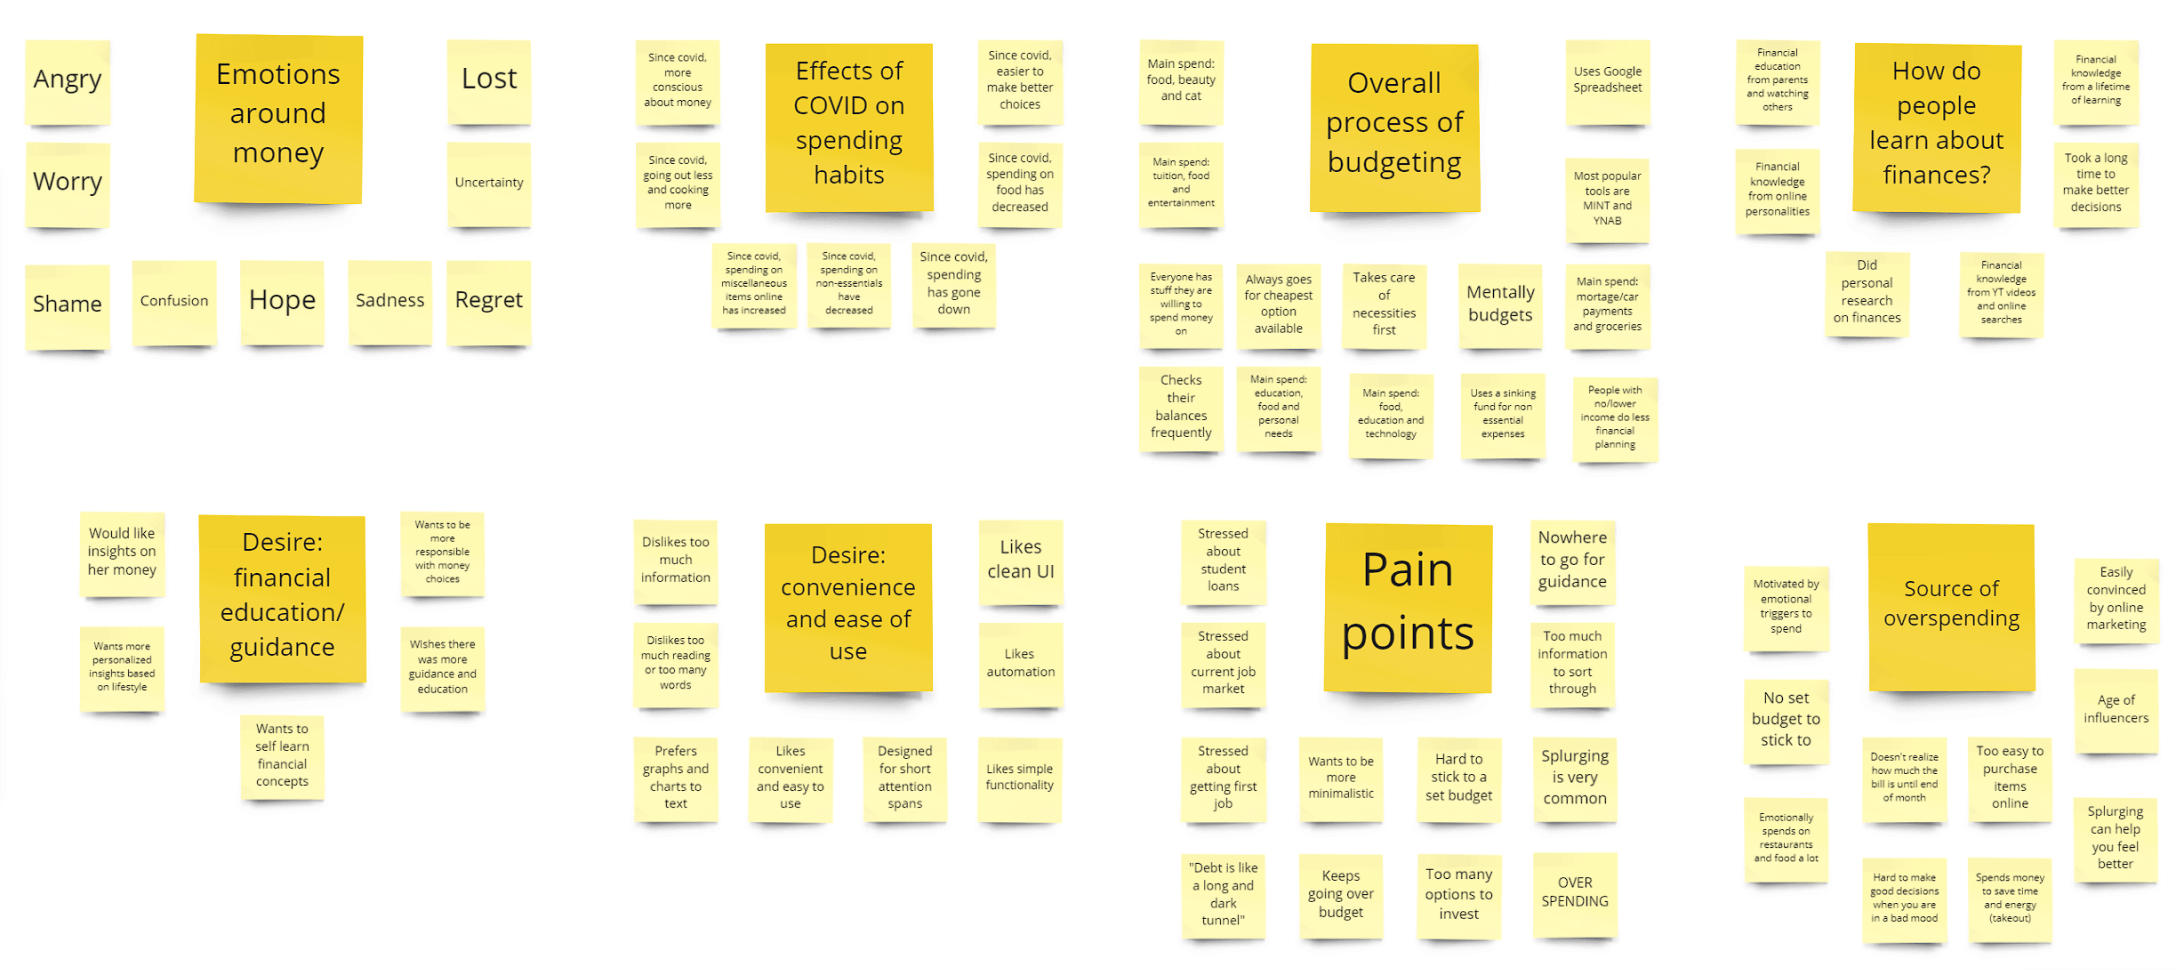 Angry
Emotions
around
money
Lost
Worry
Uncertainty
Shame
Confusion
Hope
Sadness
Regret
Since covid,
more
conscious
about money
Effects of
COVID on
spending
habits
Since covid,
easier to
make better
choices
Since covid,
going out less
and cooking
more
Since covid,
spending on
food has
decreased
Since covid,
spending on
miscellaneous
items online
has increased
Since covid,
spending on
non-essentials
have
decreased
Since covid,
spending
has gone
down
Main spend:
food, beauty
and cat
Overall
process of
budgeting
Uses Google
Spreadsheet
Main spend:
tuition, food
and
entertainment
Most popular
tools are
MINT and
YNAB
Everyone has
stuff they are
willing to
spend money
on
Always goes
for cheapest
option
available
Takes care
of
necessities
first
Mentally
budgets
Main spend:
mortage/car
payments
and groceries
Checks
their
balances
frequently
Main spend:
education,
food and
personal
needs
Main spend:
food,
education and
technology
Uses a sinking
fund for non
essential
expenses
People with
no/lower
income do less
financial
planning
Financial
education
from parents
and watching
others
How do
people
learn about
finances?
Financial
knowledge
from a lifetime
of learning
Financial
knowledge
from online
personalities
Took a long
time to
make better
decisions
Did
personal
research
on finances
Financial
knowledge
from YT videos
and online
searches
Would like
insights on
her money
Desire:
financial
education/
guidance
Wants to be
more
responsible
with money
choices
Wants more
personalized
insights based
on lifestyle
Wishes there
was more
guidance and
education
Wants to
self learn
financial
concepts
Dislikes too
much
information
Desire:
convenience
and ease of
use
Likes
clean UI
Dislikes too
much reading
or too many
words
Likes
automation
Prefers
graphs and
charts to
text
Likes
convenient
and easy to
use
Designed
for short
attention
spans
Likes simple
functionality
Stressed
about
student
loans
Pain
points
Nowhere
to go for
guidance
Stressed
about
current job
market
Too much
information
to sort
through
Stressed
about
getting first
job
Wants to be
more
minimalistic
Hard to
stick to a
set budget
Splurging
is very
common
"Debt is like
a long and
dark
tunnel"
Keeps
going over
budget
Too many
options to
invest
OVER
SPENDING
Motivated by
emotional
triggers to
spend
Source of
overspending
Easily
convinced
by online
marketing
No set
budget to
stick to
Age of
influencers
Doesn't realize
how much the
bill is until end
of month
Too easy to
purchase
items
online
Emotionally
spends on
restaurants
and food a lot
Splurging
can help
you feel
better
Hard to make
good decisions
when you are
in a bad mood
Spends money
to save time
and energy
(takeout)